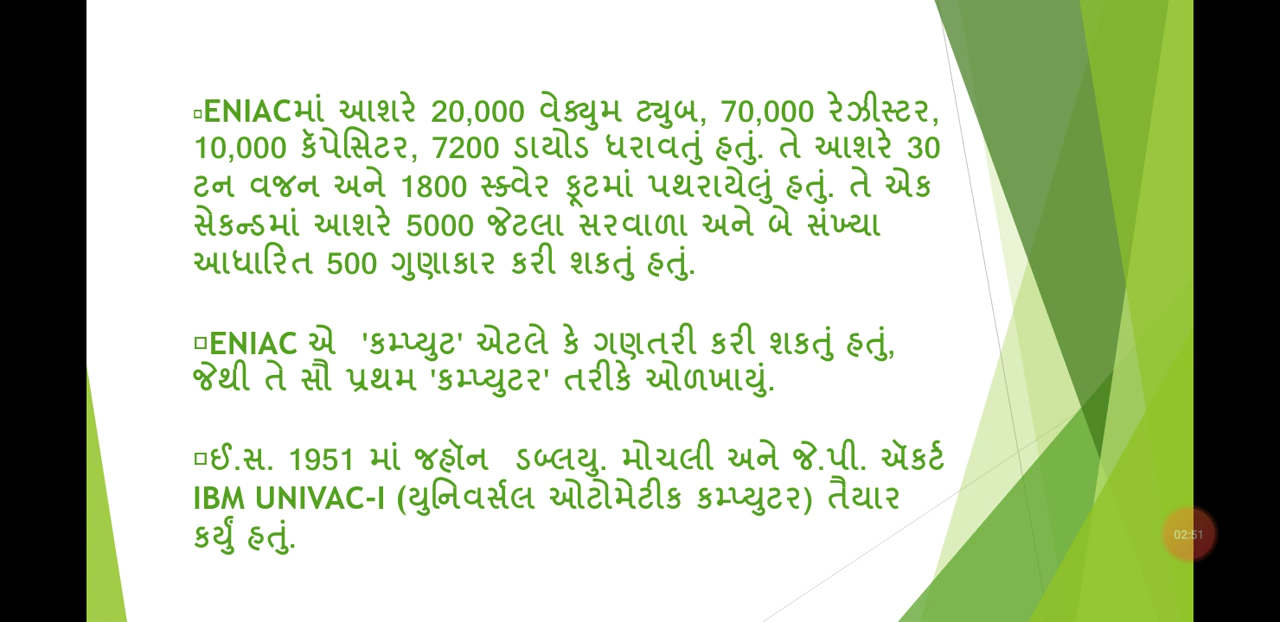 ▯ENIACમાં આશરે 20,000 વેક્યુમ ટ્યુબ, 70,000 રેઝીસ્ટર,
10,000 કૅપેસિટર, 7200 ડાયોડ ધરાવતું હતું. તે આશરે 30
ટન વજન અને 1800 સ્ક્વેર ફૂટમાં પથરાયેલું હતું. તે એક
સેકન્ડમાં આશરે 5000 જેટલા સરવાળા અને બે સંખ્યા
આધારિત 500 ગુણાકાર કરી શકતું હતું.
▯ENIAC એ 'કમ્પ્યુટ' એટલે કે ગણતરી કરી શકતું હતું,
જેથી તે સૌ પ્રથમ 'કમ્પ્યુટર' તરીકે ઓળખાયું.
▯ઈ.સ. 1951 માં જહૉન ડબ્લયુ. મોચલી અને જે.પી. ઍકર્ટ
IBM UNIVAC-I (યુનિવર્સલ ઓટોમેટીક કમ્પ્યુટર) તૈયાર
કર્યું હતું.
02:51